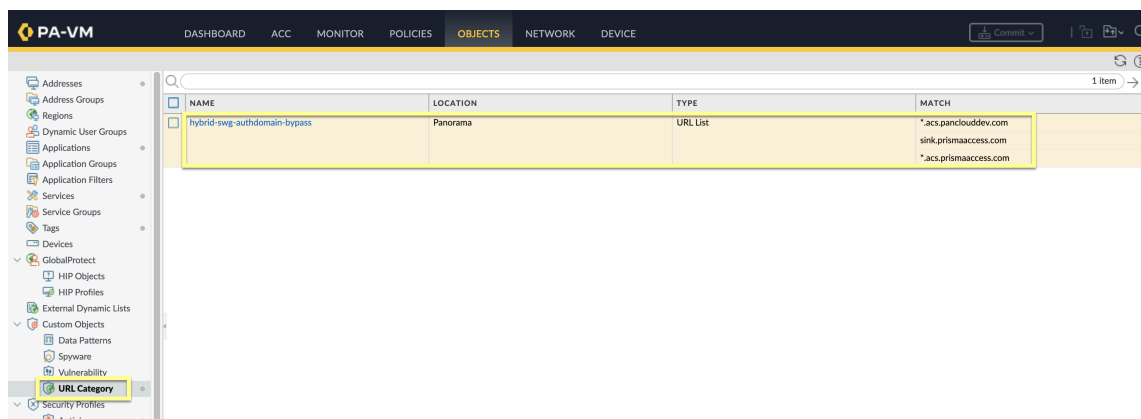 PA-VM
DASHBOARD ACC MONITOR POLICIES OBJECTS NETWORK DEVICE
Commit
1 item
Addresses
Address Groups
Regions
Dynamic User Groups
Applications
Application Groups
Application Filters
Services
Service Groups
Tags
Devices
GlobalProtect
HIP Objects
HIP Profiles
External Dynamic Lists
Custom Objects
Data Patterns
Spyware
Vulnerability
URL Category
Security Profiles
NAME LOCATION TYPE MATCH
hybrid-swg-authdomain-bypass Panorama URL List *.acs.panclouddev.com
sink.prismaaccess.com
*.acs.prismaaccess.com